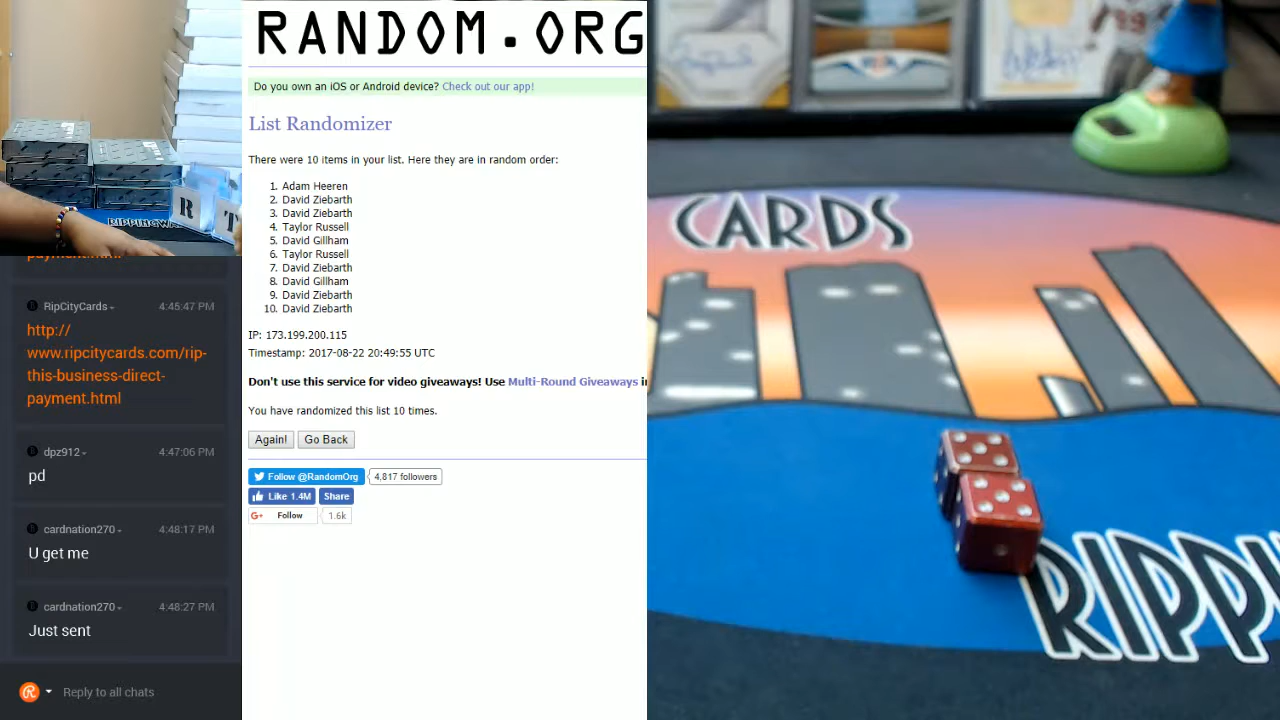 payment.html
RipCityCards
4:45:47 PM
http://
www.ripcitycards.com/rip-
this-business-direct-
payment.html
dpz912
4:47:06 PM
pd
cardnation270
4:48:17 PM
U get me
cardnation270
4:48:27 PM
Just sent
Reply to all chats
R
T
RANDOM.ORG
Do you own an iOS or Android device? Check out our app!
List Randomizer
There were 10 items in your list. Here they are in random order:
1. Adam Heeren
2. David Ziebarth
3. David Ziebarth
4. Taylor Russell
5. David Gillham
6. Taylor Russell
7. David Ziebarth
8. David Gillham
9. David Ziebarth
10. David Ziebarth
IP: 173.199.200.115
Timestamp: 2017-08-22 20:49:55 UTC
Don't use this service for video giveaways! Use Multi-Round Giveaways i
You have randomized this list 10 times.
Again! Go Back
Follow @RandomOrg 4,817 followers
Like 1.4M Share
G+ Follow 1.6k
CARDS
RIPPI